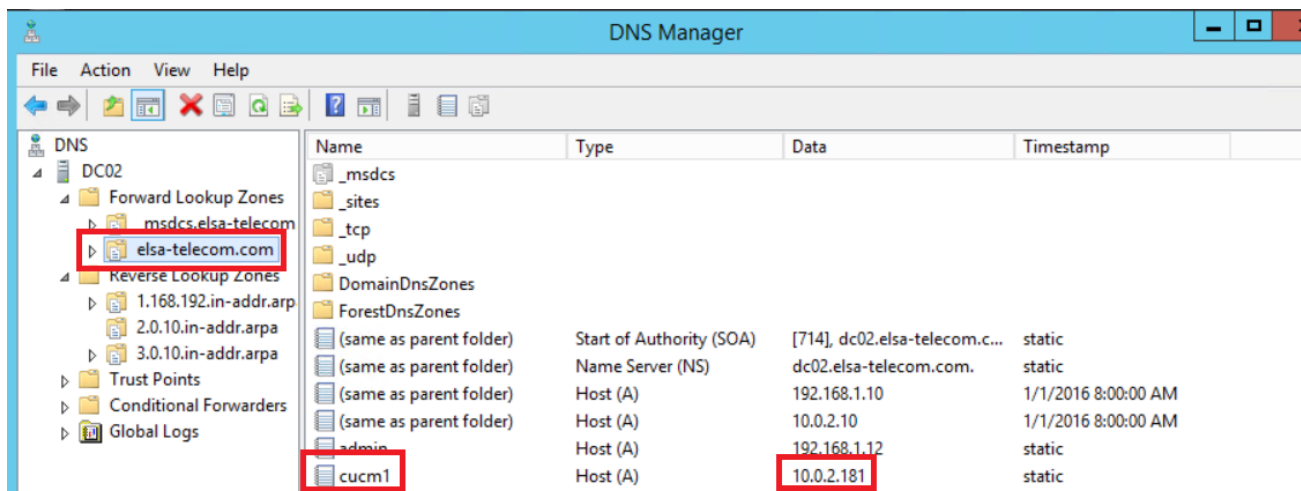 DNS Manager
File Action View Help
DNS
DC02
Forward Lookup Zones
_msdcs.elsa-telecom
elsa-telecom.com
Reverse Lookup Zones
1.168.192.in-addr.arp
2.0.10.in-addr.arpa
3.0.10.in-addr.arpa
Trust Points
Conditional Forwarders
Global Logs
Name Type Data Timestamp
_msdcs
_sites
_tcp
_udp
DomainDnsZones
ForestDnsZones
(same as parent folder) Start of Authority (SOA) [714], dc02.elsa-telecom.c... static
(same as parent folder) Name Server (NS) dc02.elsa-telecom.com. static
(same as parent folder) Host (A) 192.168.1.10 1/1/2016 8:00:00 AM
(same as parent folder) Host (A) 10.0.2.10 1/1/2016 8:00:00 AM
admin Host (A) 192.168.1.12 static
cucm1 Host (A) 10.0.2.181 static